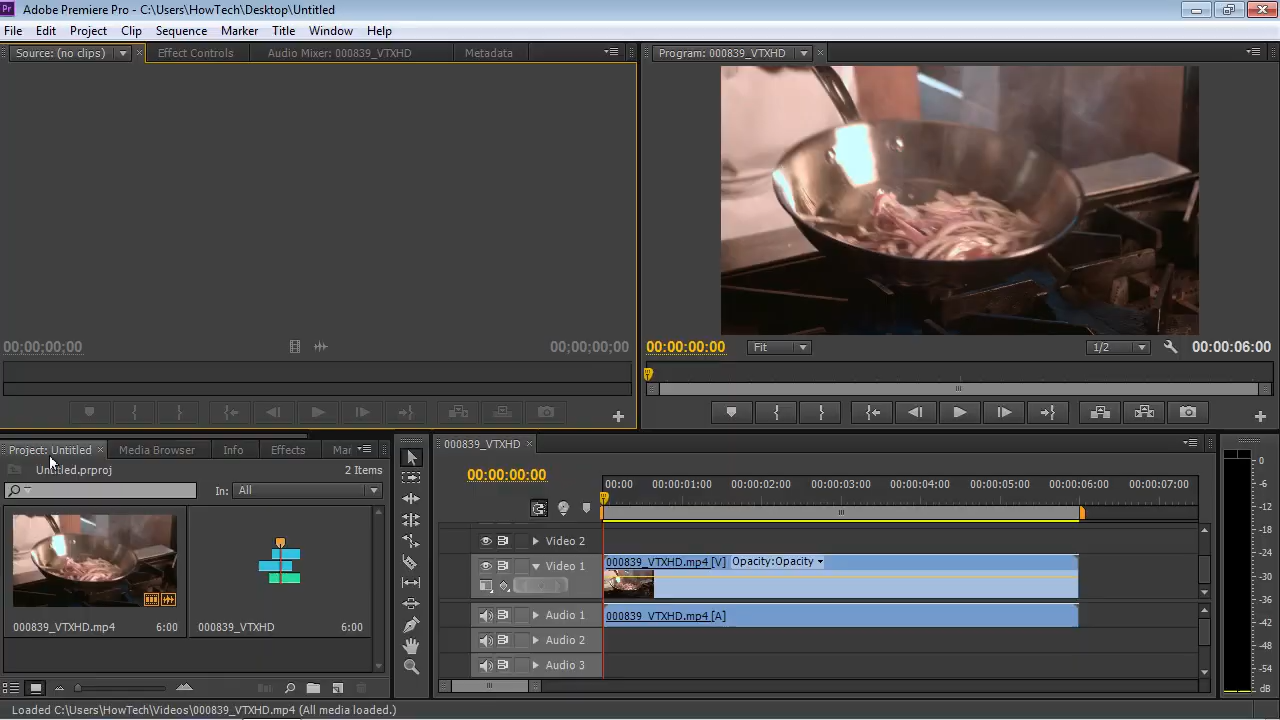 Pr Adobe Premiere Pro - C:\Users\HowTech\Desktop\Untitled
File Edit Project Clip Sequence Marker Title Window Help
Source: (no clips) Effect Controls Audio Mixer: 000839_VTXHD Metadata
Program: 000839_VTXHD
00;00;00;00 00;00;00;00
00:00:00:00 Fit 1/2 00:00:06:00
Project: Untitled Media Browser Info Effects Mar
Untitled.prproj 2 Items
In: All
000839_VTXHD.mp4 6:00
000839_VTXHD 6:00
000839_VTXHD
00:00:00:00
00:00 00:00:01:00 00:00:02:00 00:00:03:00 00:00:04:00 00:00:05:00 00:00:06:00 00:00:07:00
Video 2
Video 1 000839_VTXHD.mp4 [V] Opacity:Opacity
Audio 1 000839_VTXHD.mp4 [A]
Audio 2
Audio 3
0
-6
-12
-18
-24
-30
-36
-42
-48
-54
dB
Loaded C:\Users\HowTech\Videos\000839_VTXHD.mp4 (All media loaded.)